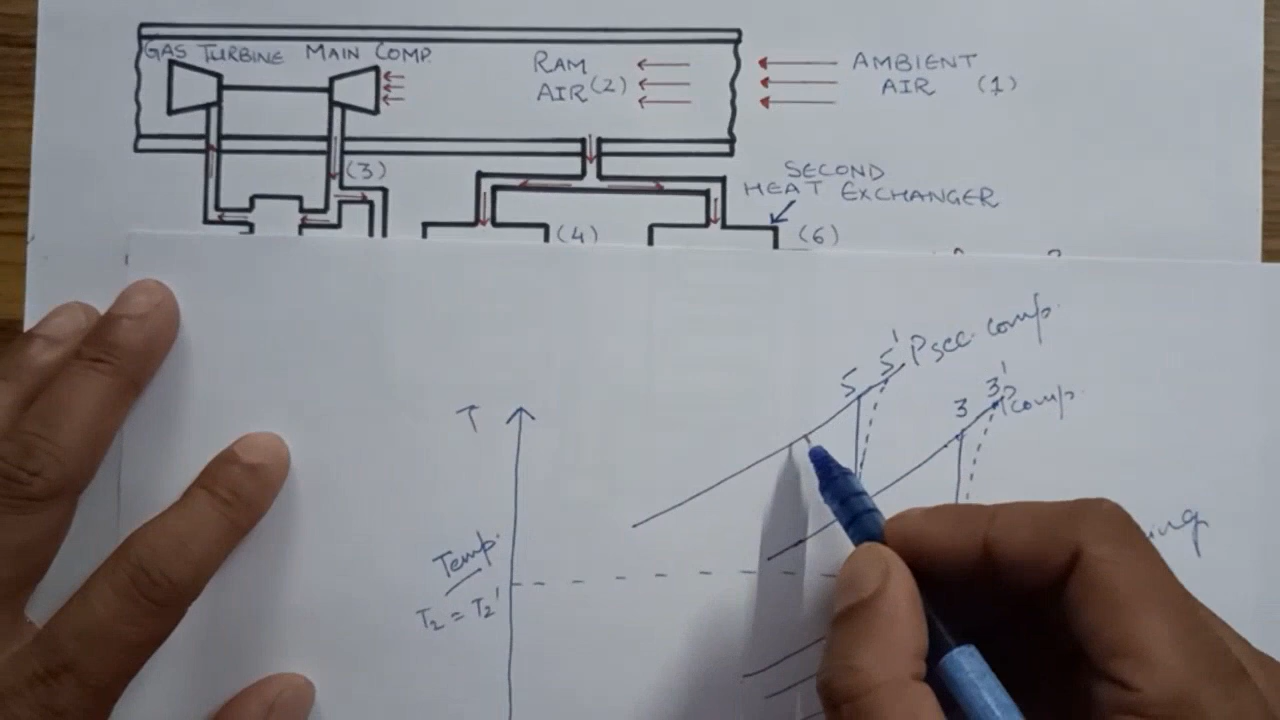 GAS TURBINE MAIN COMP.
RAM
AIR (2)
AMBIENT
AIR (1)
(3)
SECOND
HEAT EXCHANGER
(4)
(6)
5 5' Psec. comp.
3 3'
Pcomp.
T
Temp.
T2 = T2'